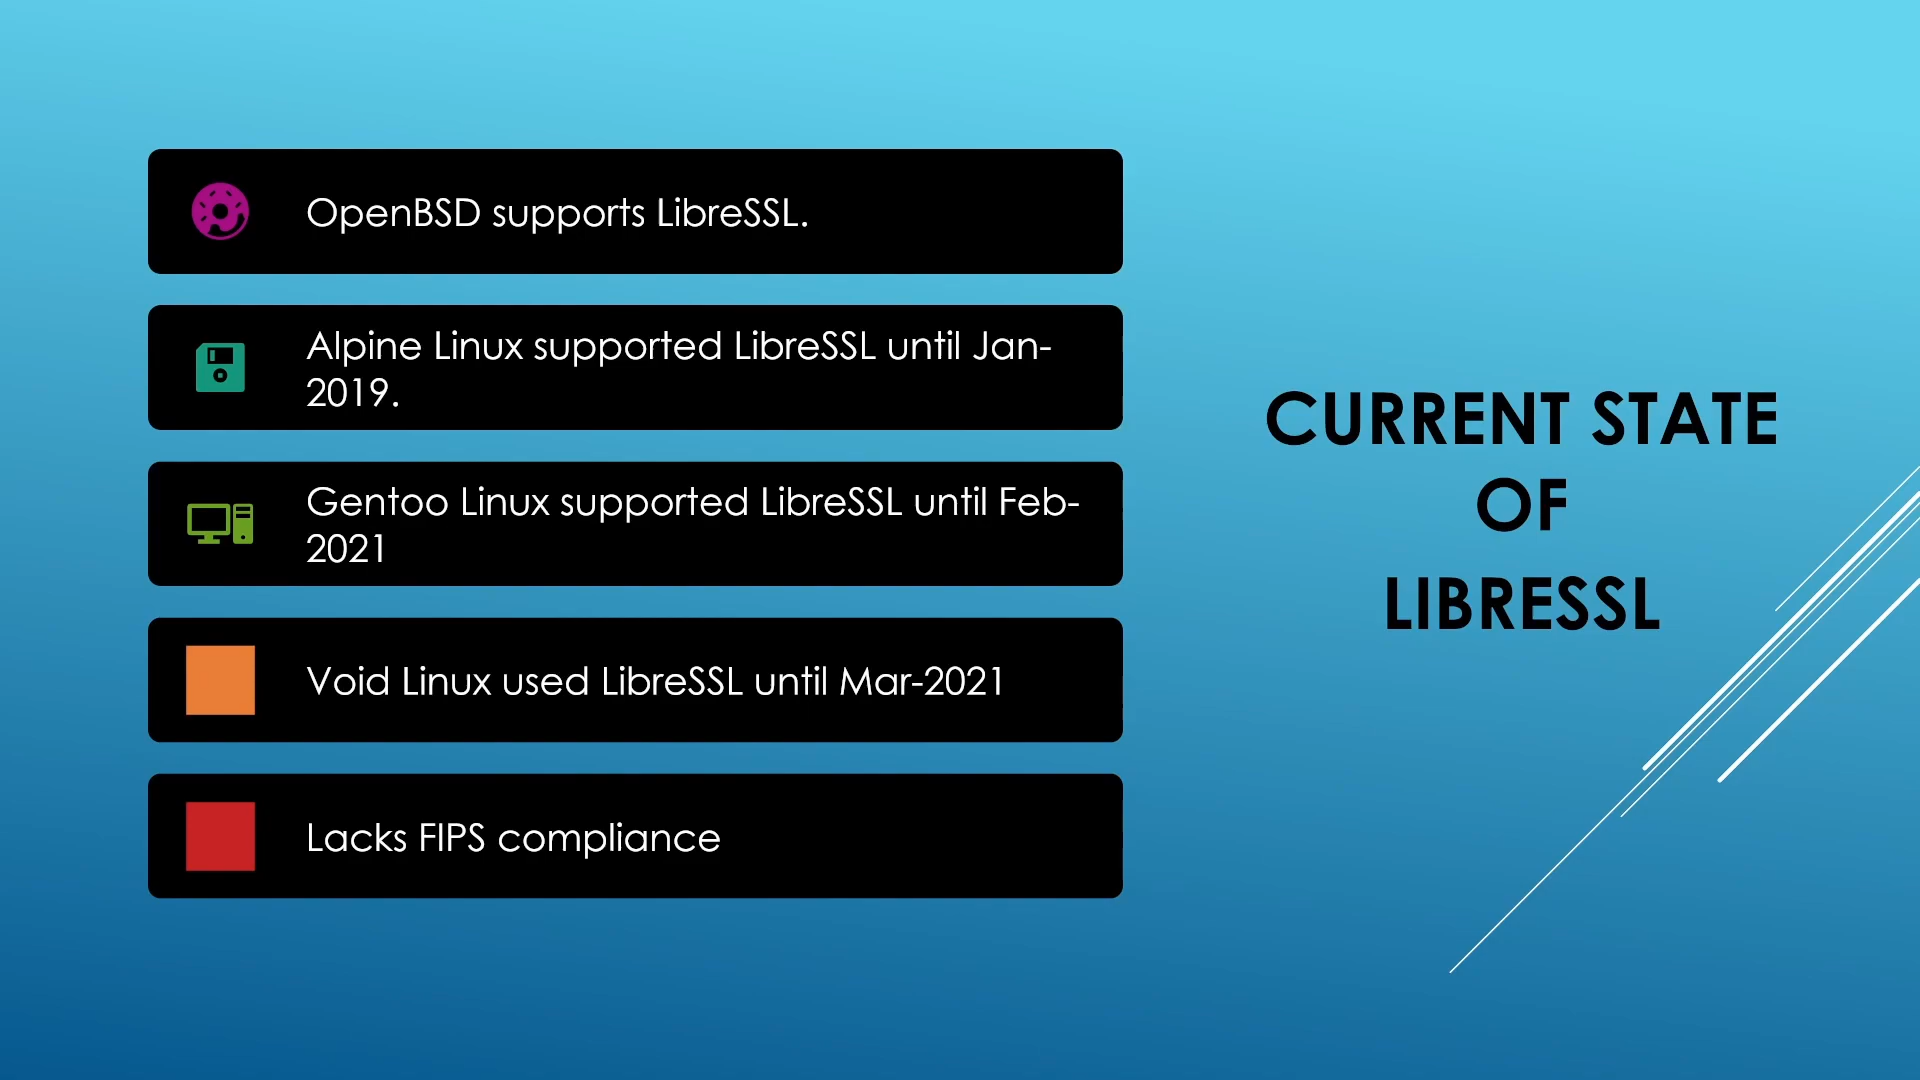 OpenBSD supports LibreSSL.
Alpine Linux supported LibreSSL until Jan-
2019.
Gentoo Linux supported LibreSSL until Feb-
2021
Void Linux used LibreSSL until Mar-2021
Lacks FIPS compliance
CURRENT STATE
OF
LIBRESSL